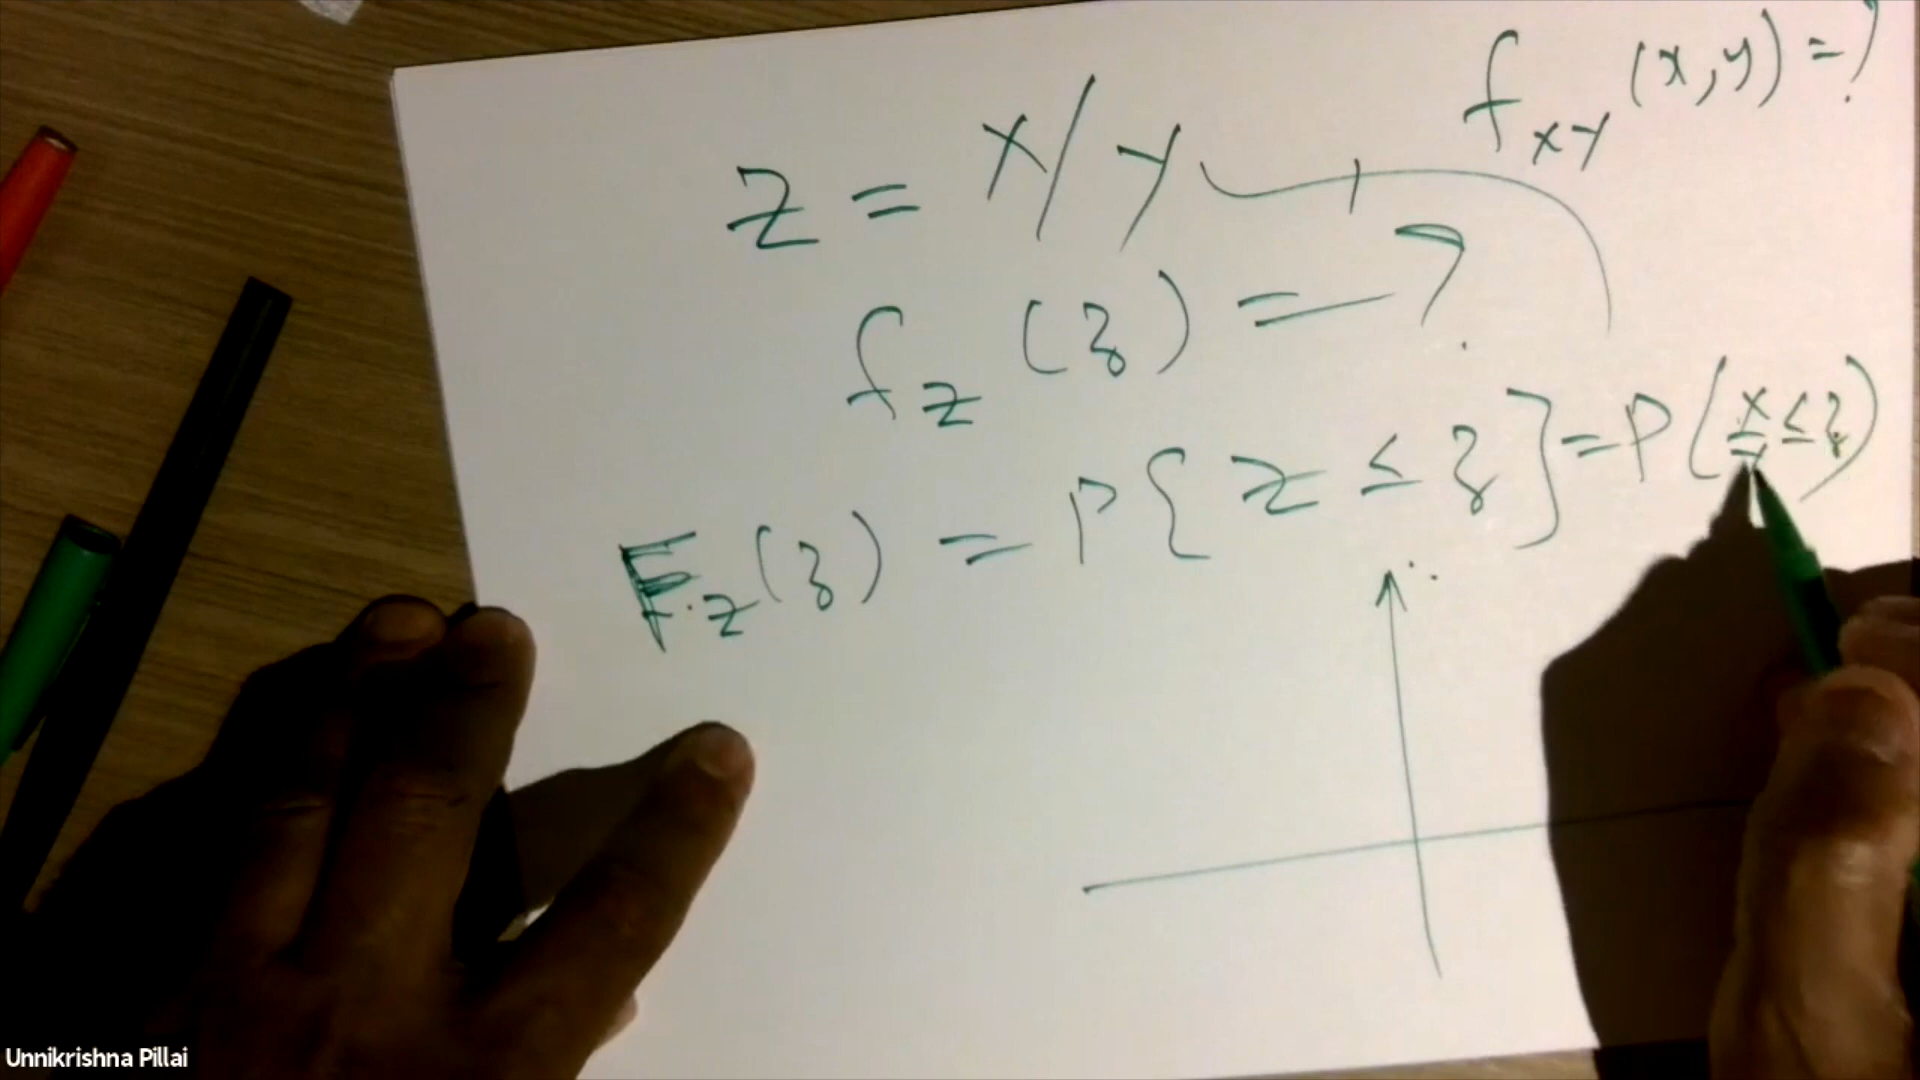 f_XY (x,y) = ?
Z = X/Y
f_Z (z) = ?
F_Z (z) = P{Z ≤ z} = P(X/Y ≤ z)
Unnikrishna Pillai